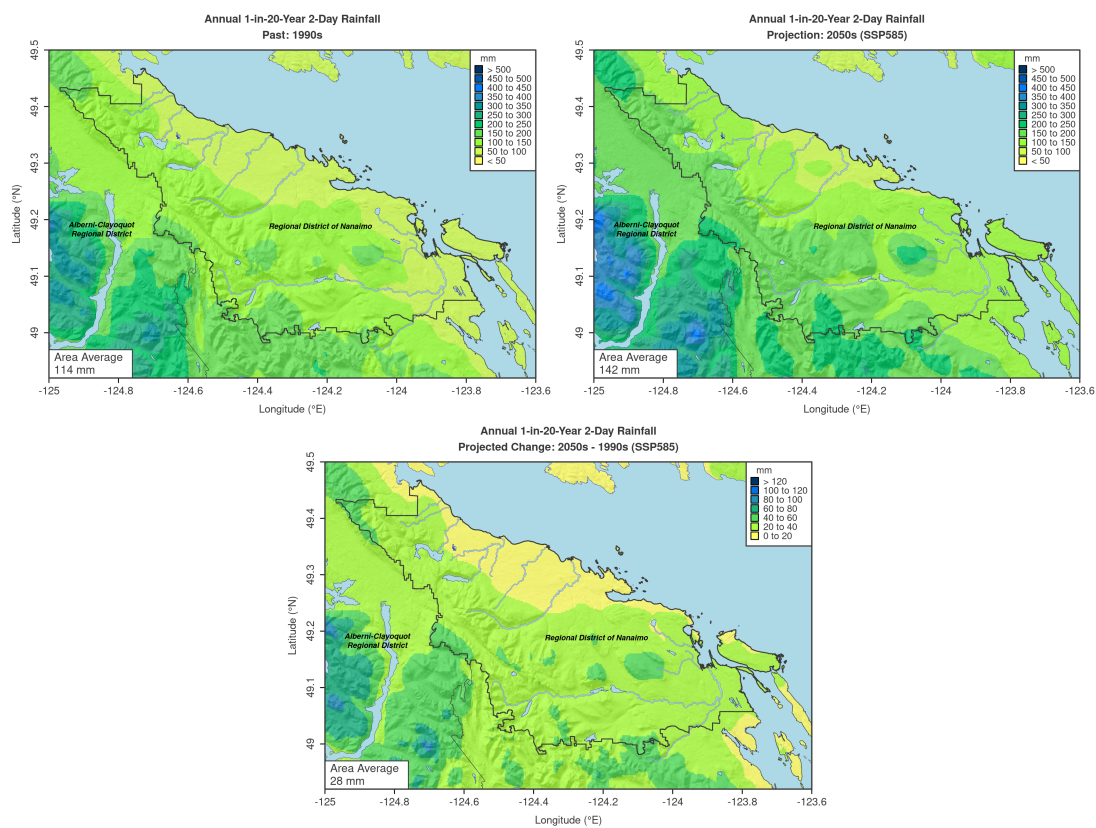 Annual 1-in-20-Year 2-Day Rainfall
Past: 1990s
49.5
49.4
49.3
49.2
49.1
49
Latitude (°N)
mm
> 500
450 to 500
400 to 450
350 to 400
300 to 350
250 to 300
200 to 250
150 to 200
100 to 150
50 to 100
< 50
Alberni-Clayoquot
Regional District
Regional District of Nanaimo
Area Average
114 mm
-125
-124.8
-124.6
-124.4
-124.2
-124
-123.8
-123.6
Longitude (°E)
Annual 1-in-20-Year 2-Day Rainfall
Projection: 2050s (SSP585)
49.5
49.4
49.3
49.2
49.1
49
Latitude (°N)
mm
> 500
450 to 500
400 to 450
350 to 400
300 to 350
250 to 300
200 to 250
150 to 200
100 to 150
50 to 100
< 50
Alberni-Clayoquot
Regional District
Regional District of Nanaimo
Area Average
142 mm
-125
-124.8
-124.6
-124.4
-124.2
-124
-123.8
-123.6
Longitude (°E)
Annual 1-in-20-Year 2-Day Rainfall
Projected Change: 2050s - 1990s (SSP585)
49.5
49.4
49.3
49.2
49.1
49
Latitude (°N)
mm
> 120
100 to 120
80 to 100
60 to 80
40 to 60
20 to 40
0 to 20
Alberni-Clayoquot
Regional District
Regional District of Nanaimo
Area Average
28 mm
-125
-124.8
-124.6
-124.4
-124.2
-124
-123.8
-123.6
Longitude (°E)